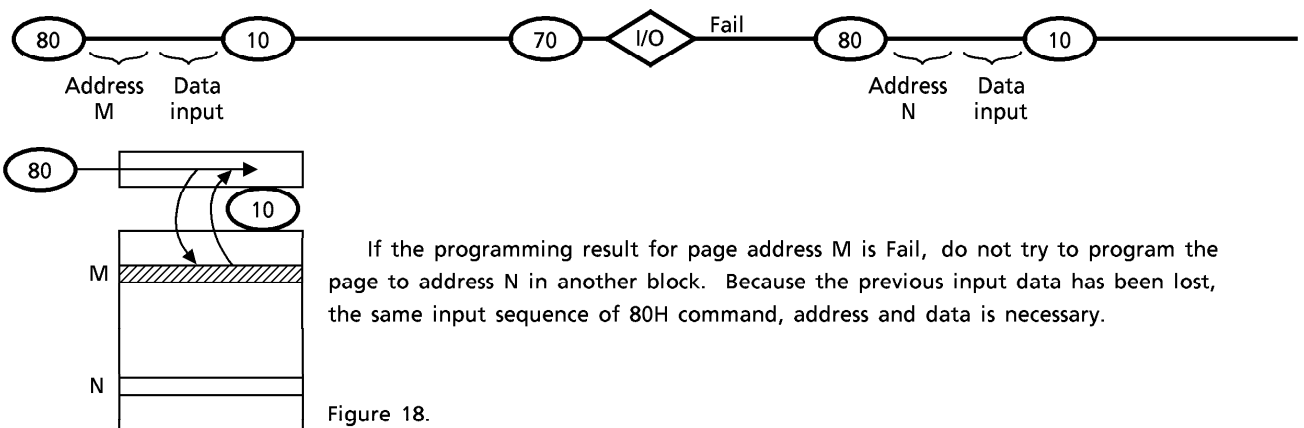 80 10 70 I/O Fail 80 10
Address Data Address Data
M input N input
80
10
If the programming result for page address M is Fail, do not try to program the
M
page to address N in another block. Because the previous input data has been lost,
the same input sequence of 80H command, address and data is necessary.
N
Figure 18.